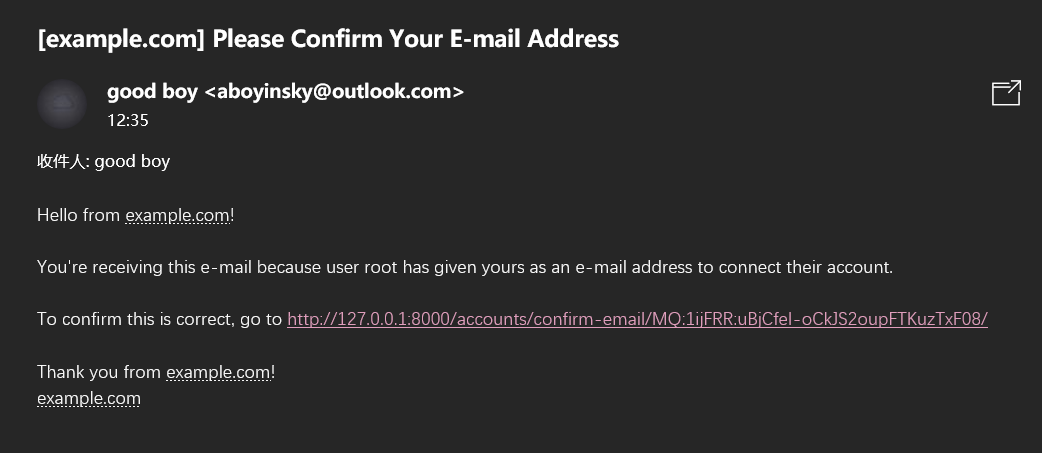 [example.com] Please Confirm Your E-mail Address
good boy <aboyinsky@outlook.com>
12:35
收件人: good boy
Hello from example.com!
You're receiving this e-mail because user root has given yours as an e-mail address to connect their account.
To confirm this is correct, go to http://127.0.0.1:8000/accounts/confirm-email/MQ:1ijFRR:uBjCfeI-oCkJS2oupFTKuzTxF08/
Thank you from example.com!
example.com